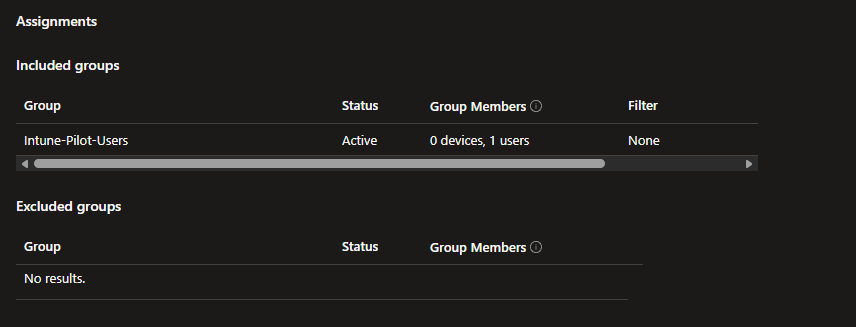 Assignments
Included groups
Group Status Group Members Filter
Intune-Pilot-Users Active 0 devices, 1 users None
Excluded groups
Group Status Group Members
No results.